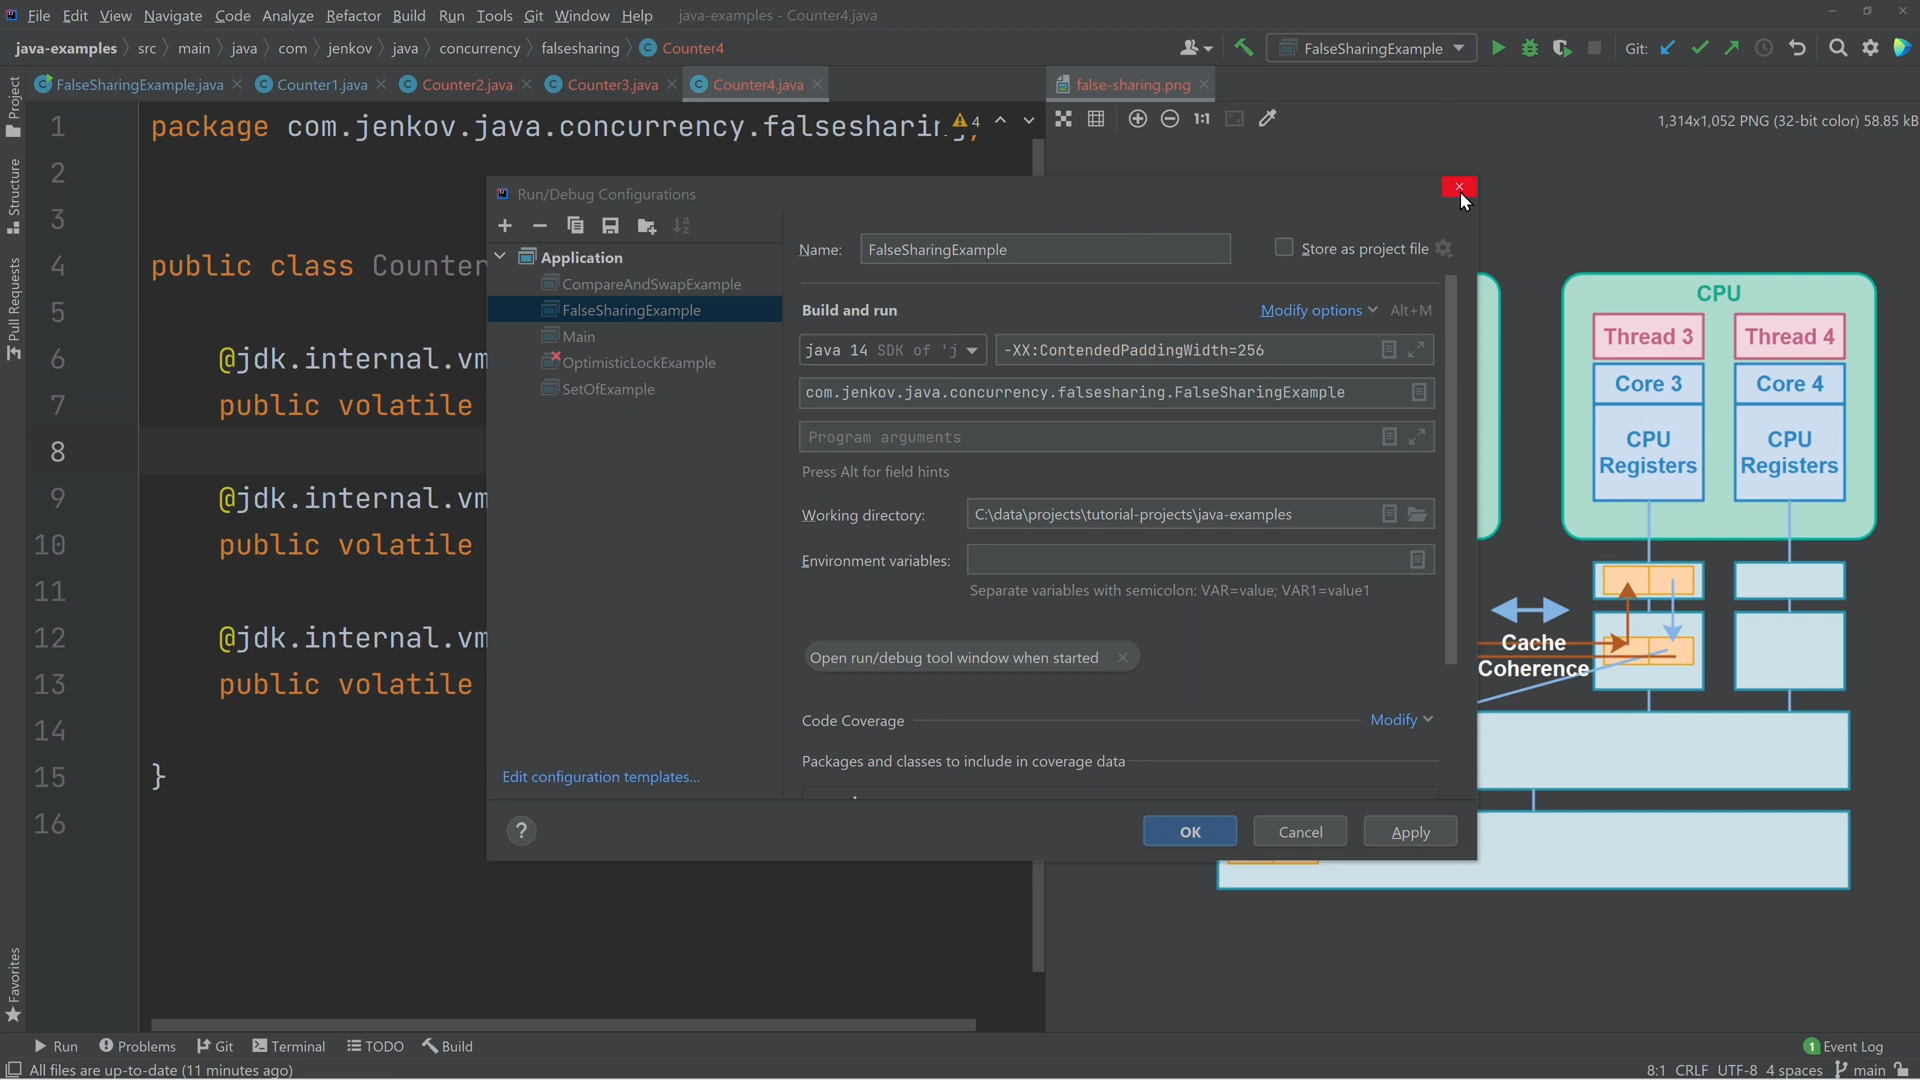 File Edit View Navigate Code Analyze Refactor Build Run Tools Git Window Help java-examples - Counter4.java
java-examples src main java com jenkov java concurrency falsesharing Counter4
FalseSharingExample Git:
FalseSharingExample.java Counter1.java Counter2.java Counter3.java Counter4.java
false-sharing.png
1:1 1,314x1,052 PNG (32-bit color) 58.85 kB
Project
Structure
Pull Requests
Favorites
1 package com.jenkov.java.concurrency.falsesharin 4
2
3
4 public class Counter
5
6 @jdk.internal.vm
7 public volatile
8
9 @jdk.internal.vm
10 public volatile
11
12 @jdk.internal.vm
13 public volatile
14
15 }
16
Run/Debug Configurations
Application
CompareAndSwapExample
FalseSharingExample
Main
OptimisticLockExample
SetOfExample
Edit configuration templates...
Name: FalseSharingExample Store as project file
Build and run Modify options Alt+M
java 14 SDK of 'j -XX:ContendedPaddingWidth=256
com.jenkov.java.concurrency.falsesharing.FalseSharingExample
Program arguments
Press Alt for field hints
Working directory: C:\data\projects\tutorial-projects\java-examples
Environment variables:
Separate variables with semicolon: VAR=value; VAR1=value1
Open run/debug tool window when started
Code Coverage Modify
Packages and classes to include in coverage data
? OK Cancel Apply
CPU
Thread 3 Thread 4
Core 3 Core 4
CPU Registers CPU Registers
Cache
Coherence
Run Problems Git Terminal TODO Build 1 Event Log
All files are up-to-date (11 minutes ago) 8:1 CRLF UTF-8 4 spaces main